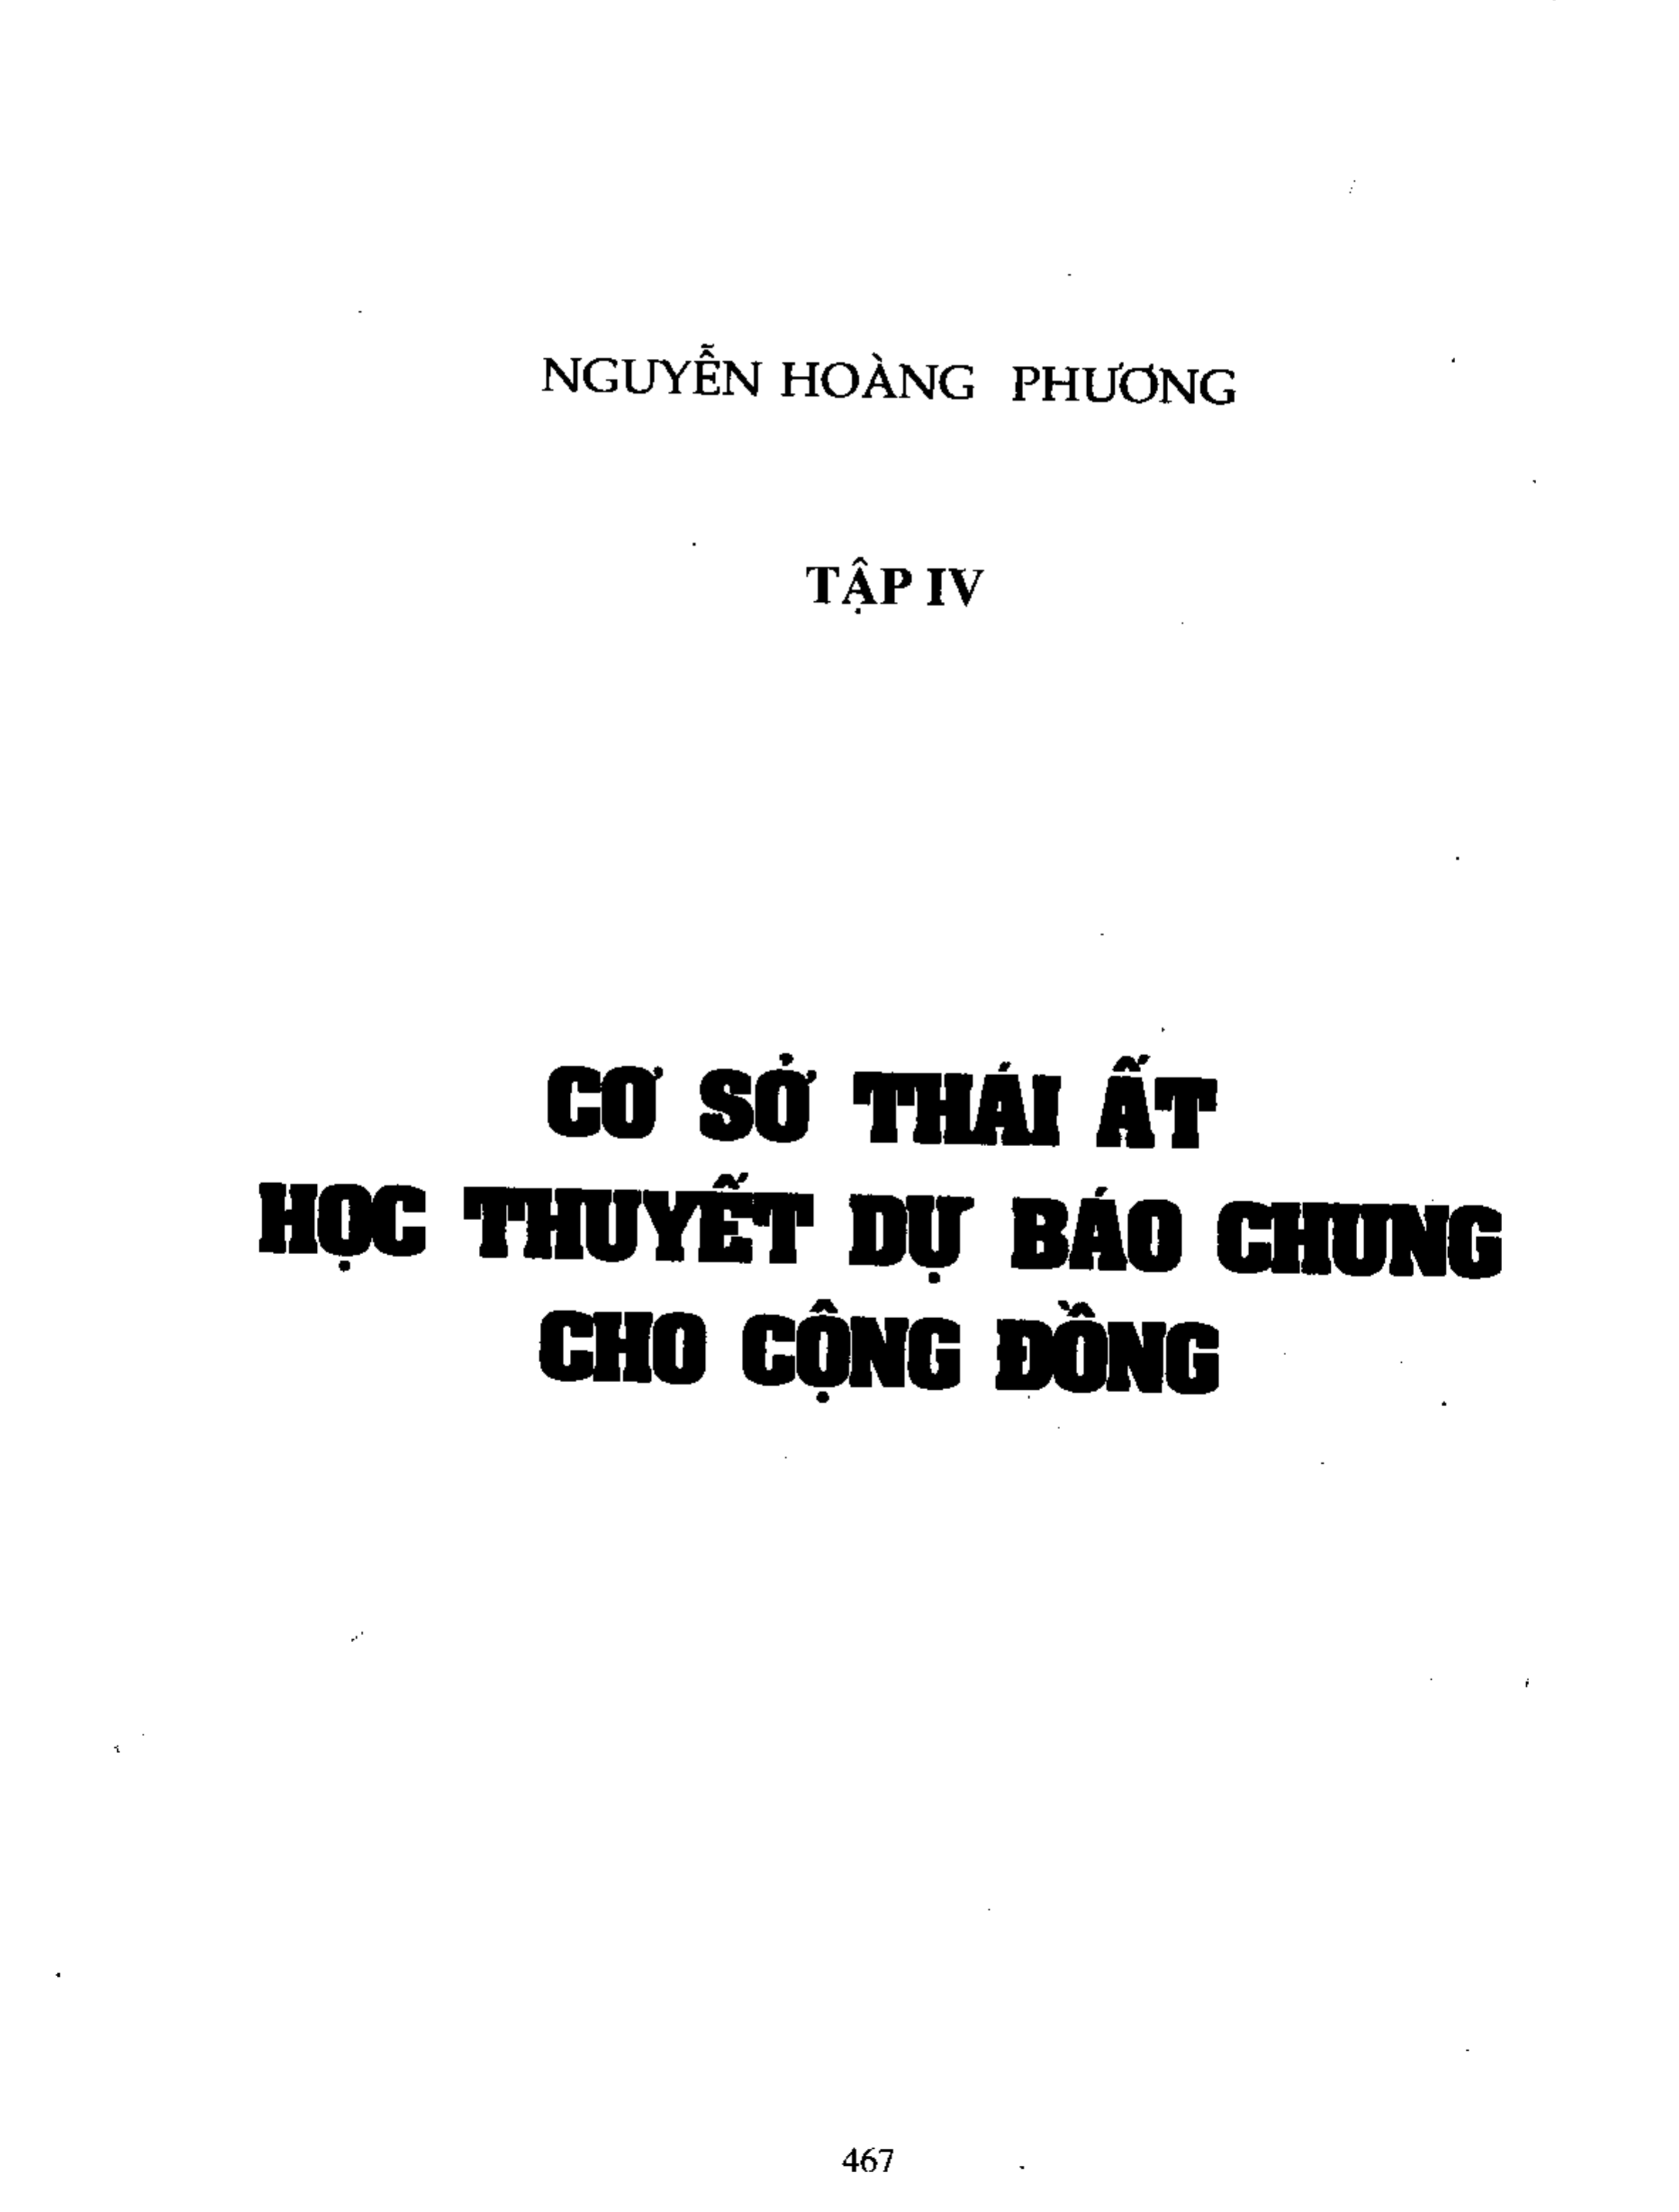 NGUYỄN HOÀNG PHƯƠNG
TẬP IV
CƠ SỞ THÁI ẤT
HỌC THUYẾT DỰ BÁO CHUNG
CHO CỘNG ĐỒNG
467